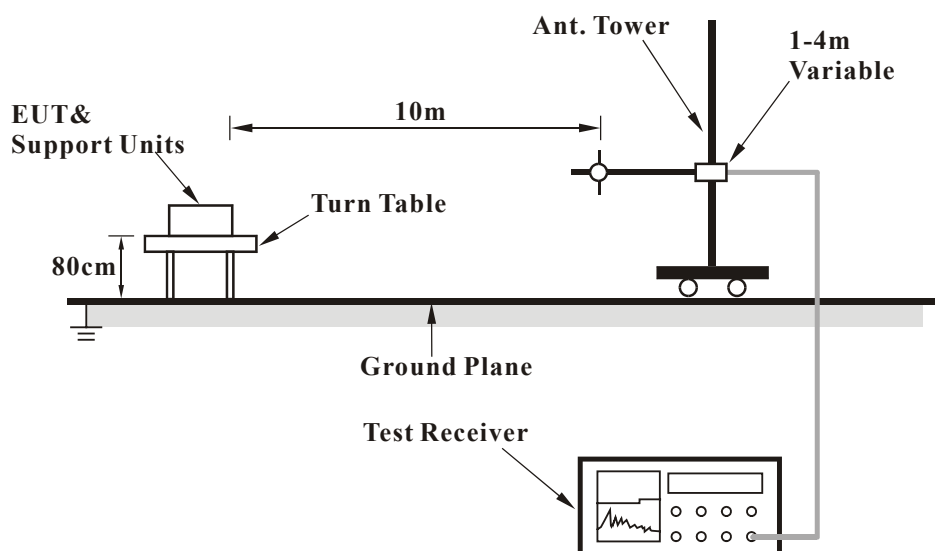 Ant. Tower
1-4m
Variable
EUT&
Support Units
10m
Turn Table
80cm
Ground Plane
Test Receiver